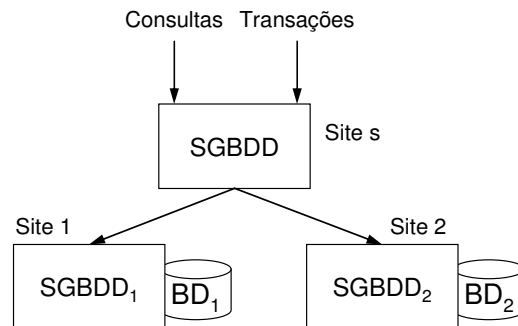 Consultas Transações
SGBDD
Site s
Site 1
Site 2
SGBDD₁
BD₁
SGBDD₂
BD₂